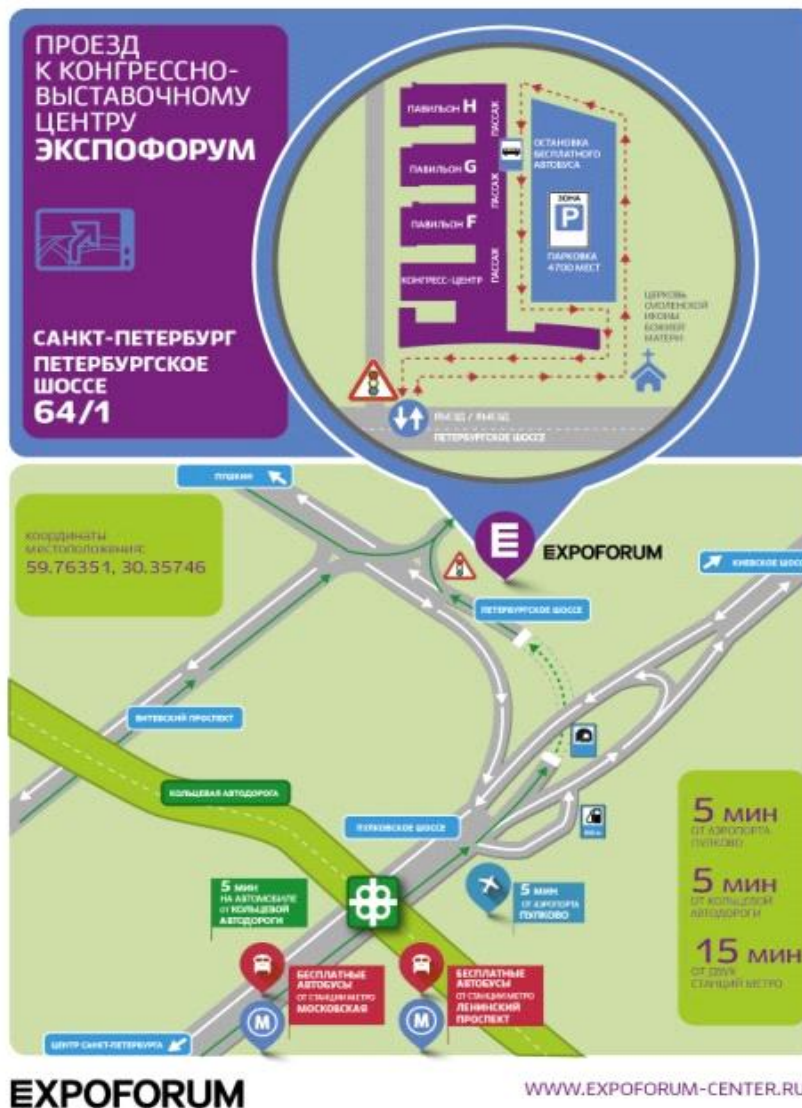 ПРОЕЗД
К КОНГРЕССНО-
ВЫСТАВОЧНОМУ
ЦЕНТРУ
ЭКСПОФОРУМ
САНКТ-ПЕТЕРБУРГ
ПЕТЕРБУРГСКОЕ
ШОССЕ
64/1
ПАВИЛЬОН H
ПАССАЖ
ПАВИЛЬОН G
ПАССАЖ
ПАВИЛЬОН F
ПАССАЖ
КОНГРЕСС-ЦЕНТР
ОСТАНОВКА
БЕСПЛАТНОГО
АВТОБУСА
ЗОНА
P
ПАРКОВКА
4700 МЕСТ
ЦЕРКОВЬ
СМОЛЕНСКОЙ
ИКОНЫ
БОЖИЕЙ
МАТЕРИ
ВЪЕЗД / ВЫЕЗД
ПЕТЕРБУРГСКОЕ ШОССЕ
ПУШКИН
КООРДИНАТЫ
МЕСТОПОЛОЖЕНИЯ:
59.76351, 30.35746
E
EXPOFORUM
КИЕВСКОЕ ШОСС
ПЕТЕРБУРГСКОЕ ШОССЕ
ВИТЕБСКИЙ ПРОСПЕКТ
КОЛЬЦЕВАЯ АВТОДОРОГА
ПУЛКОВСКОЕ ШОССЕ
5 МИН
НА АВТОМОБИЛЕ
ОТ КОЛЬЦЕВОЙ
АВТОДОРОГИ
5 МИН
ОТ АЭРОПОРТА
ПУЛКОВО
5 МИН
ОТ АЭРОПОРТА
ПУЛКОВО
5 МИН
ОТ КОЛЬЦЕВОЙ
АВТОДОРОГИ
15 МИН
ОТ ДВУХ
СТАНЦИЙ МЕТРО
БЕСПЛАТНЫЕ
АВТОБУСЫ
ОТ СТАНЦИИ МЕТРО
МОСКОВСКАЯ
M
БЕСПЛАТНЫЕ
АВТОБУСЫ
ОТ СТАНЦИИ МЕТРО
ЛЕНИНСКИЙ
ПРОСПЕКТ
M
ЦЕНТР САНКТ-ПЕТЕРБУРГА
EXPOFORUM
WWW.EXPOFORUM-CENTER.RU